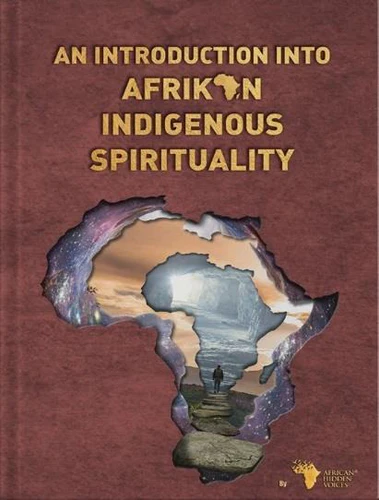 AN INTRODUCTION INTO
AFRIKAN
INDIGENOUS
SPIRITUALITY
By
AFRICAN®
HIDDEN
VOICES